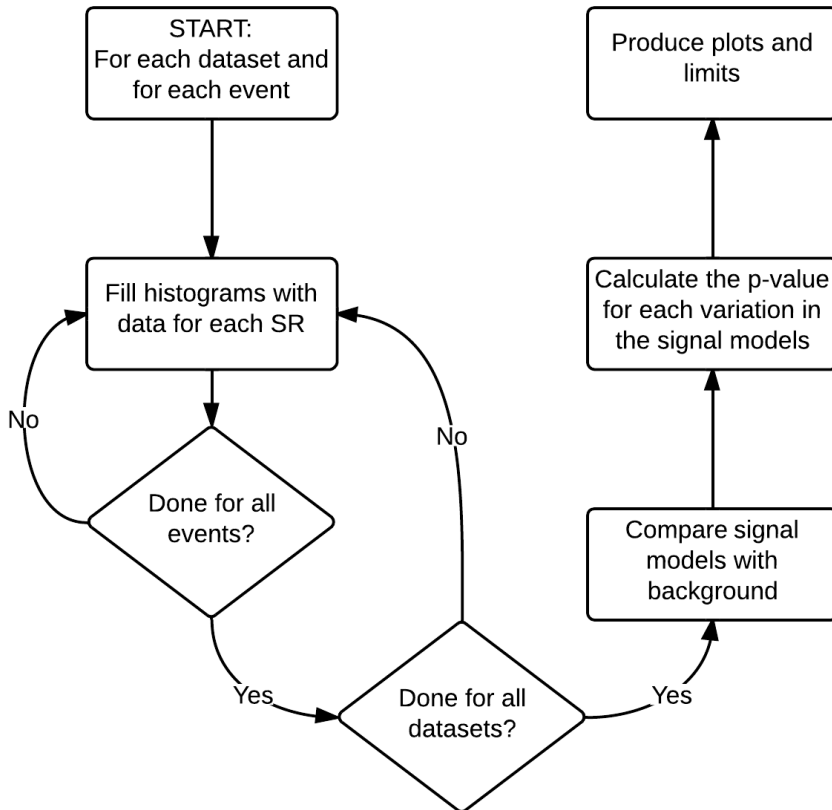 START:
For each dataset and
for each event
Fill histograms with
data for each SR
No
Done for all
events?
Yes
No
Done for all
datasets?
Yes
Compare signal
models with
background
Calculate the p-value
for each variation in
the signal models
Produce plots and
limits